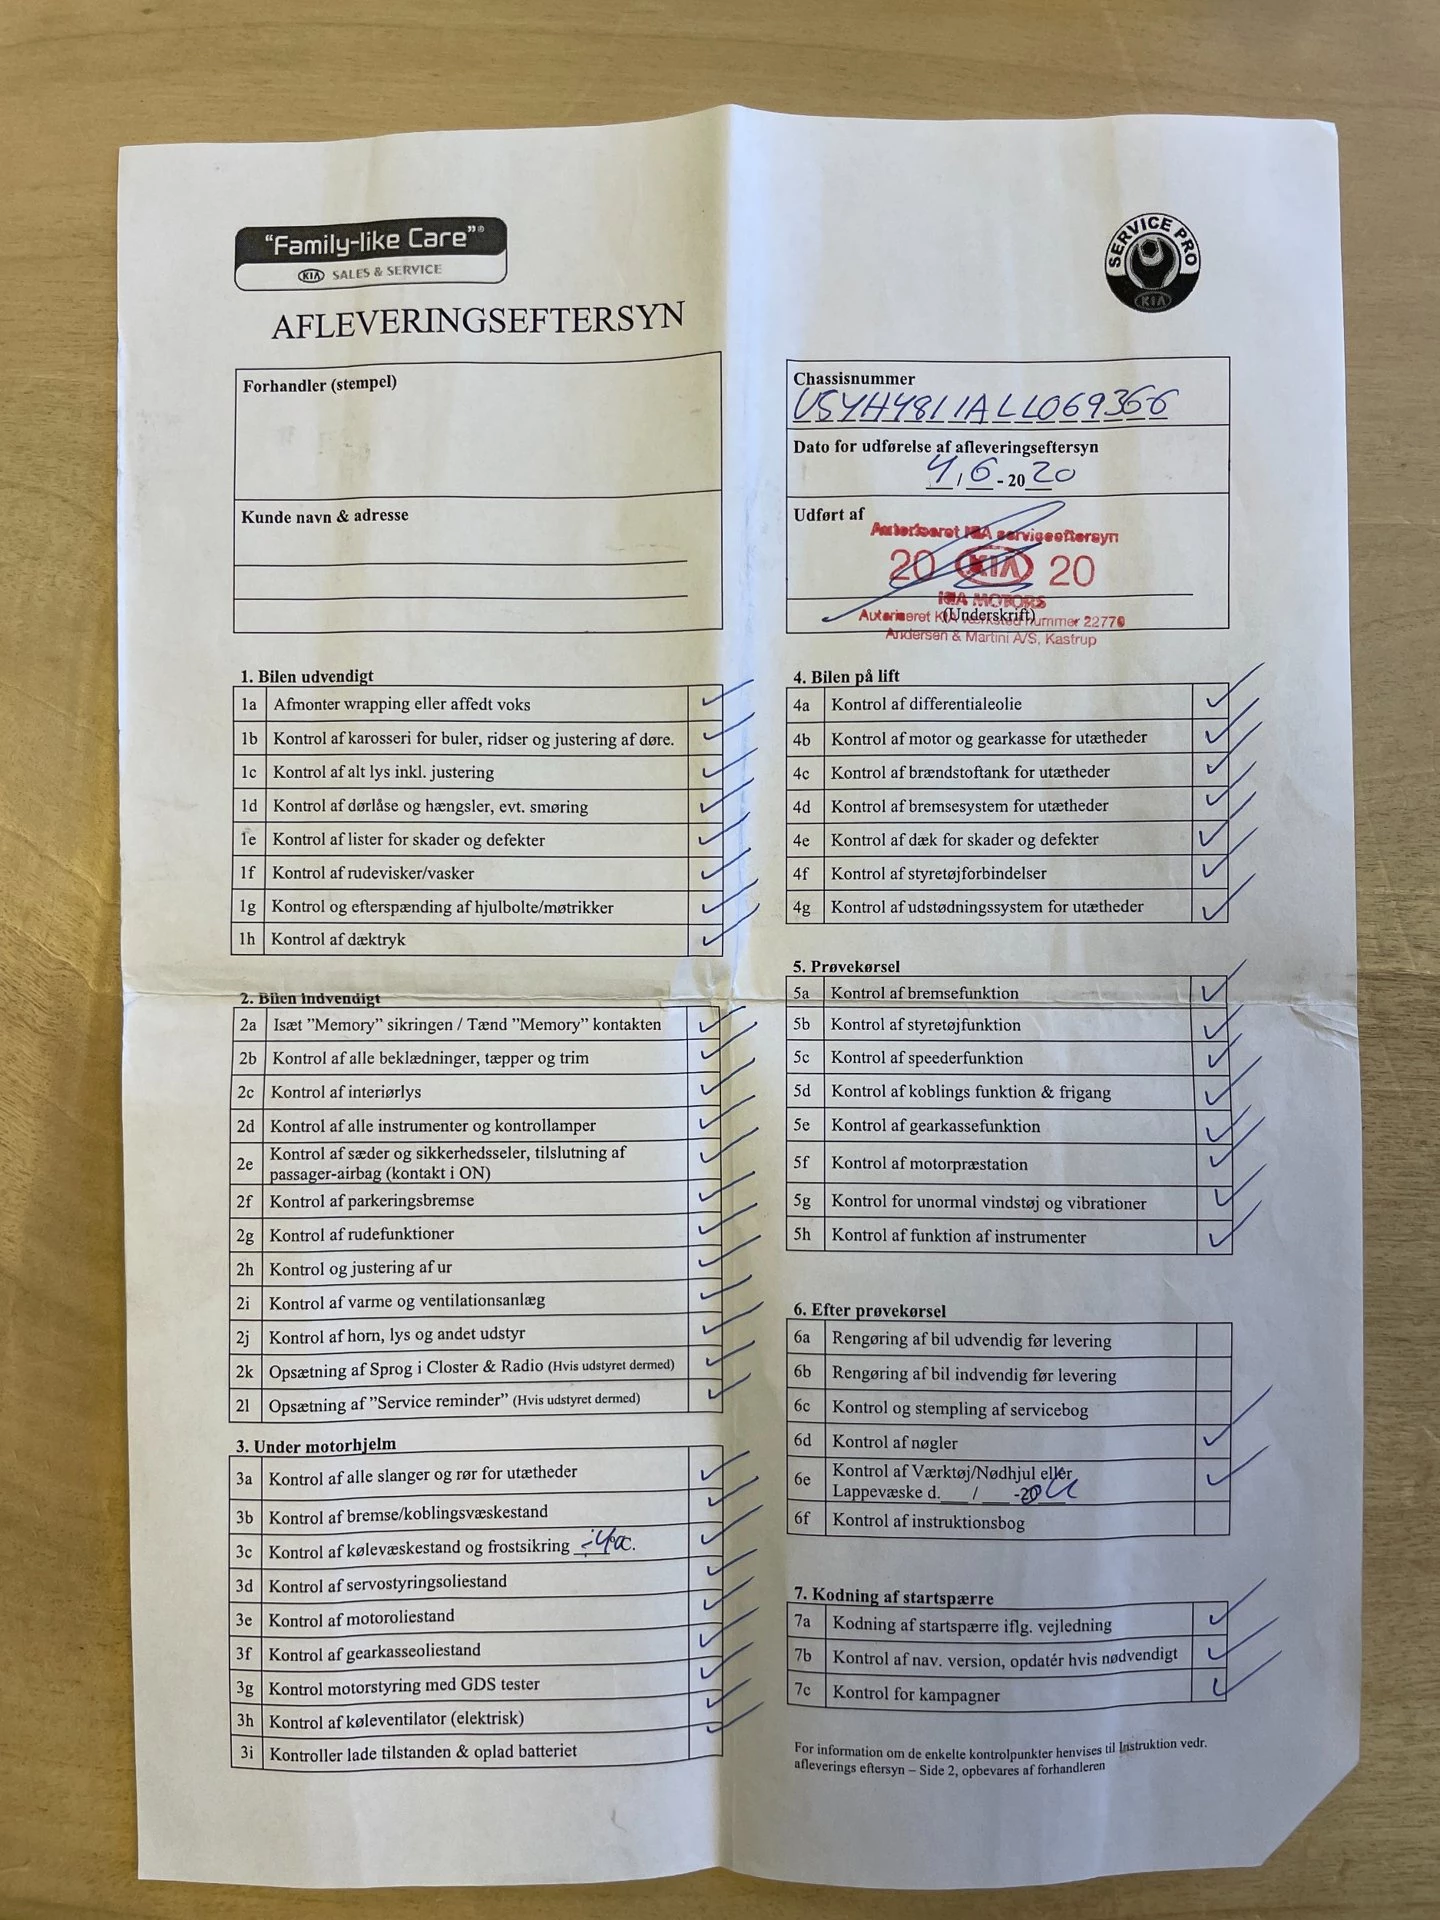 "Family-like Care"®
KIA SALES & SERVICE
SERVICE PRO
KIA
AFLEVERINGSEFTERSYN
Forhandler (stempel)
Kunde navn & adresse
Chassisnummer
U5YH4811ALL069366
Dato for udførelse af afleveringseftersyn
4/6-2020
Udført af
Autoriseret KIA serviceeftersyn
20 KIA 20
KIA MOTORS
(Underskrift)
Autoriseret KIA værksted nummer 22770
Andersen & Martini A/S, Kastrup
1. Bilen udvendigt
1a Afmonter wrapping eller affedt voks
1b Kontrol af karosseri for buler, ridser og justering af døre.
1c Kontrol af alt lys inkl. justering
1d Kontrol af dørlåse og hængsler, evt. smøring
1e Kontrol af lister for skader og defekter
1f Kontrol af rudevisker/vasker
1g Kontrol og efterspænding af hjulbolte/møtrikker
1h Kontrol af dæktryk
2. Bilen indvendigt
2a Isæt "Memory" sikringen / Tænd "Memory" kontakten
2b Kontrol af alle beklædninger, tæpper og trim
2c Kontrol af interiørlys
2d Kontrol af alle instrumenter og kontrollamper
2e Kontrol af sæder og sikkerhedsseler, tilslutning af
passager-airbag (kontakt i ON)
2f Kontrol af parkeringsbremse
2g Kontrol af rudefunktioner
2h Kontrol og justering af ur
2i Kontrol af varme og ventilationsanlæg
2j Kontrol af horn, lys og andet udstyr
2k Opsætning af Sprog i Closter & Radio (Hvis udstyret dermed)
2l Opsætning af "Service reminder" (Hvis udstyret dermed)
3. Under motorhjelm
3a Kontrol af alle slanger og rør for utætheder
3b Kontrol af bremse/koblingsvæskestand
3c Kontrol af kølevæskestand og frostsikring
3d Kontrol af servostyringsoliestand
3e Kontrol af motoroliestand
3f Kontrol af gearkasseoliestand
3g Kontrol motorstyring med GDS tester
3h Kontrol af køleventilator (elektrisk)
3i Kontroller lade tilstanden & oplad batteriet
4. Bilen på lift
4a Kontrol af differentialeolie
4b Kontrol af motor og gearkasse for utætheder
4c Kontrol af brændstoftank for utætheder
4d Kontrol af bremsesystem for utætheder
4e Kontrol af dæk for skader og defekter
4f Kontrol af styretøjforbindelser
4g Kontrol af udstødningssystem for utætheder
5. Prøvekørsel
5a Kontrol af bremsefunktion
5b Kontrol af styretøjfunktion
5c Kontrol af speederfunktion
5d Kontrol af koblings funktion & frigang
5e Kontrol af gearkassefunktion
5f Kontrol af motorpræstation
5g Kontrol for unormal vindstøj og vibrationer
5h Kontrol af funktion af instrumenter
6. Efter prøvekørsel
6a Rengøring af bil udvendig før levering
6b Rengøring af bil indvendig før levering
6c Kontrol og stempling af servicebog
6d Kontrol af nøgler
6e Kontrol af Værktøj/Nødhjul eller
Lappevæske d. ___/___-20
6f Kontrol af instruktionsbog
7. Kodning af startspærre
7a Kodning af startspærre iflg. vejledning
7b Kontrol af nav. version, opdatér hvis nødvendigt
7c Kontrol for kampagner
For information om de enkelte kontrolpunkter henvises til Instruktion vedr.
afleverings eftersyn – Side 2, opbevares af forhandleren